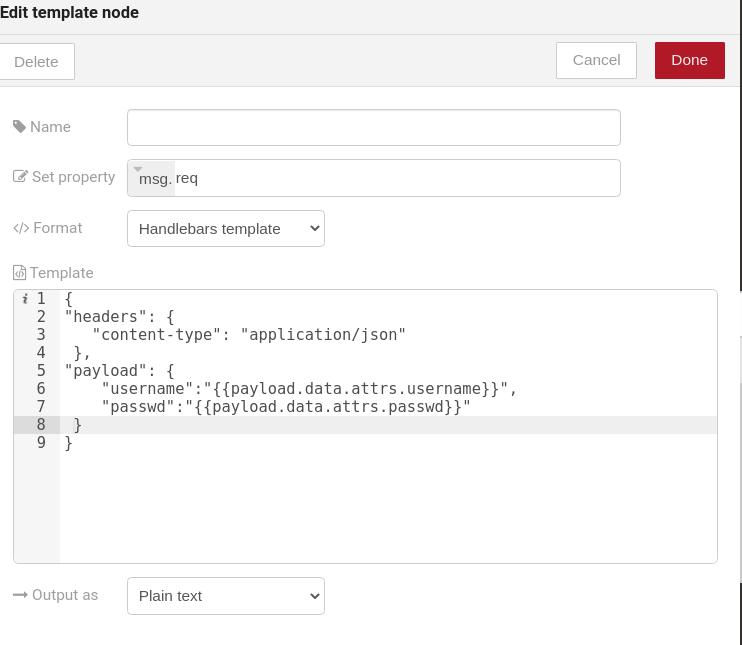 Edit template node
Delete Cancel Done
Name
Set property msg. req
</> Format Handlebars template
Template
i 1 {
2 "headers": {
3    "content-type": "application/json"
4  },
5 "payload": {
6     "username":"{{payload.data.attrs.username}}",
7     "passwd":"{{payload.data.attrs.passwd}}"
8  }
9 }
Output as Plain text